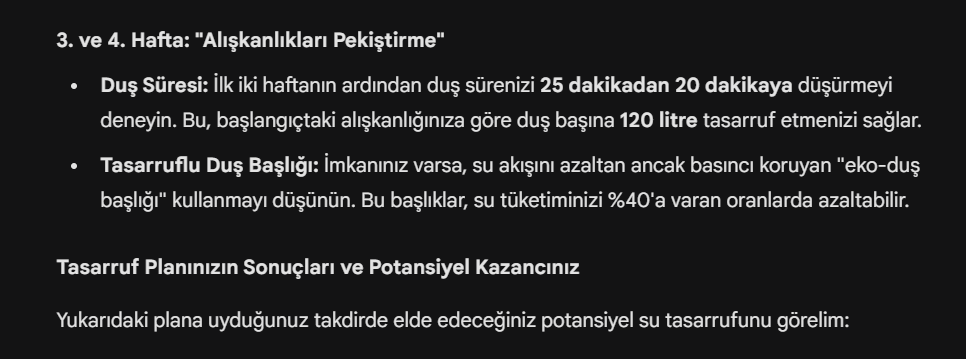 3. ve 4. Hafta: "Alışkanlıkları Pekiştirme"
• Duş Süresi: İlk iki haftanın ardından duş sürenizi 25 dakikadan 20 dakikaya düşürmeyi
deneyin. Bu, başlangıçtaki alışkanlığınıza göre duş başına 120 litre tasarruf etmenizi sağlar.
• Tasarruflu Duş Başlığı: İmkanınız varsa, su akışını azaltan ancak basıncı koruyan "eko-duş
başlığı" kullanmayı düşünün. Bu başlıklar, su tüketiminizi %40'a varan oranlarda azaltabilir.
Tasarruf Planınızın Sonuçları ve Potansiyel Kazancınız
Yukarıdaki plana uyduğunuz takdirde elde edeceğiniz potansiyel su tasarrufunu görelim: